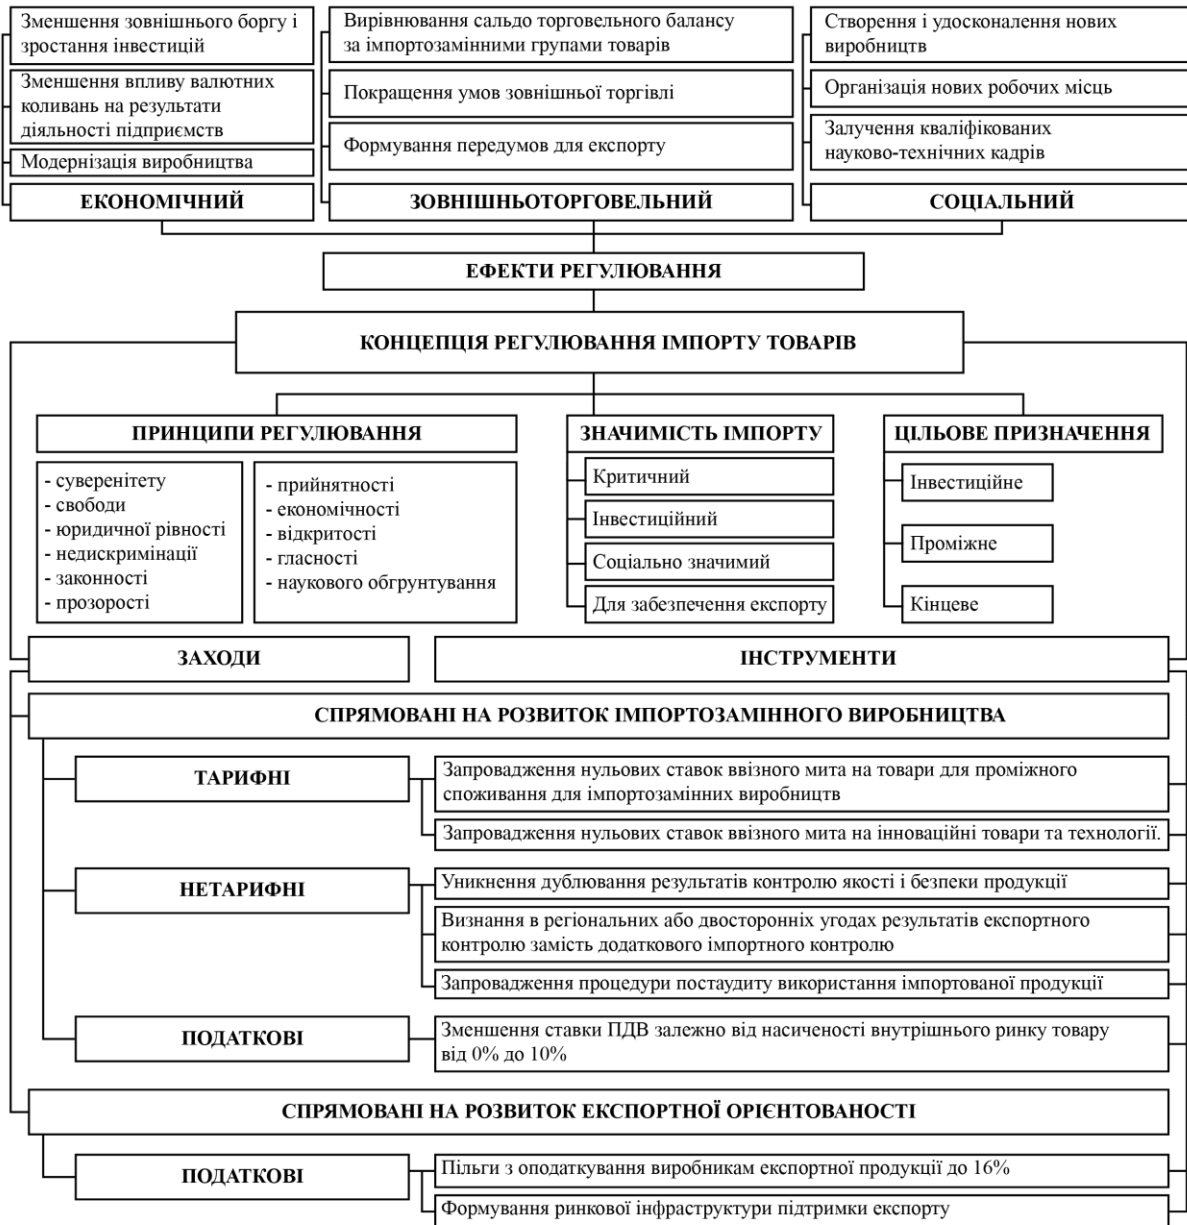 Зменшення зовнішнього боргу і
зростання інвестицій
Зменшення впливу валютних
коливань на результати
діяльності підприємств
Модернізація виробництва
ЕКОНОМІЧНИЙ
Вирівнювання сальдо торговельного балансу
за імпортозамінними групами товарів
Покращення умов зовнішньої торгівлі
Формування передумов для експорту
ЗОВНІШНЬОТОРГОВЕЛЬНИЙ
Створення і удосконалення нових
виробництв
Організація нових робочих місць
Залучення кваліфікованих
науково-технічних кадрів
СОЦІАЛЬНИЙ
ЕФЕКТИ РЕГУЛЮВАННЯ
КОНЦЕПЦІЯ РЕГУЛЮВАННЯ ІМПОРТУ ТОВАРІВ
ПРИНЦИПИ РЕГУЛЮВАННЯ
- суверенітету
- свободи
- юридичної рівності
- недискримінації
- законності
- прозорості
- прийнятності
- економічності
- відкритості
- гласності
- наукового обгрунтування
ЗНАЧИМІСТЬ ІМПОРТУ
Критичний
Інвестиційний
Соціально значимий
Для забезпечення експорту
ЦІЛЬОВЕ ПРИЗНАЧЕННЯ
Інвестиційне
Проміжне
Кінцеве
ЗАХОДИ
ІНСТРУМЕНТИ
СПРЯМОВАНІ НА РОЗВИТОК ІМПОРТОЗАМІННОГО ВИРОБНИЦТВА
ТАРИФНІ
Запровадження нульових ставок ввізного мита на товари для проміжного
споживання для імпортозамінних виробництв
Запровадження нульових ставок ввізного мита на інноваційні товари та технології.
НЕТАРИФНІ
Уникнення дублювання результатів контролю якості і безпеки продукції
Визнання в регіональних або двосторонніх угодах результатів експортного
контролю замість додаткового імпортного контролю
Запровадження процедури постаудиту використання імпортованої продукції
ПОДАТКОВІ
Зменшення ставки ПДВ залежно від насиченості внутрішнього ринку товару
від 0% до 10%
СПРЯМОВАНІ НА РОЗВИТОК ЕКСПОРТНОЇ ОРІЄНТОВАНОСТІ
ПОДАТКОВІ
Пільги з оподаткування виробникам експортної продукції до 16%
Формування ринкової інфраструктури підтримки експорту